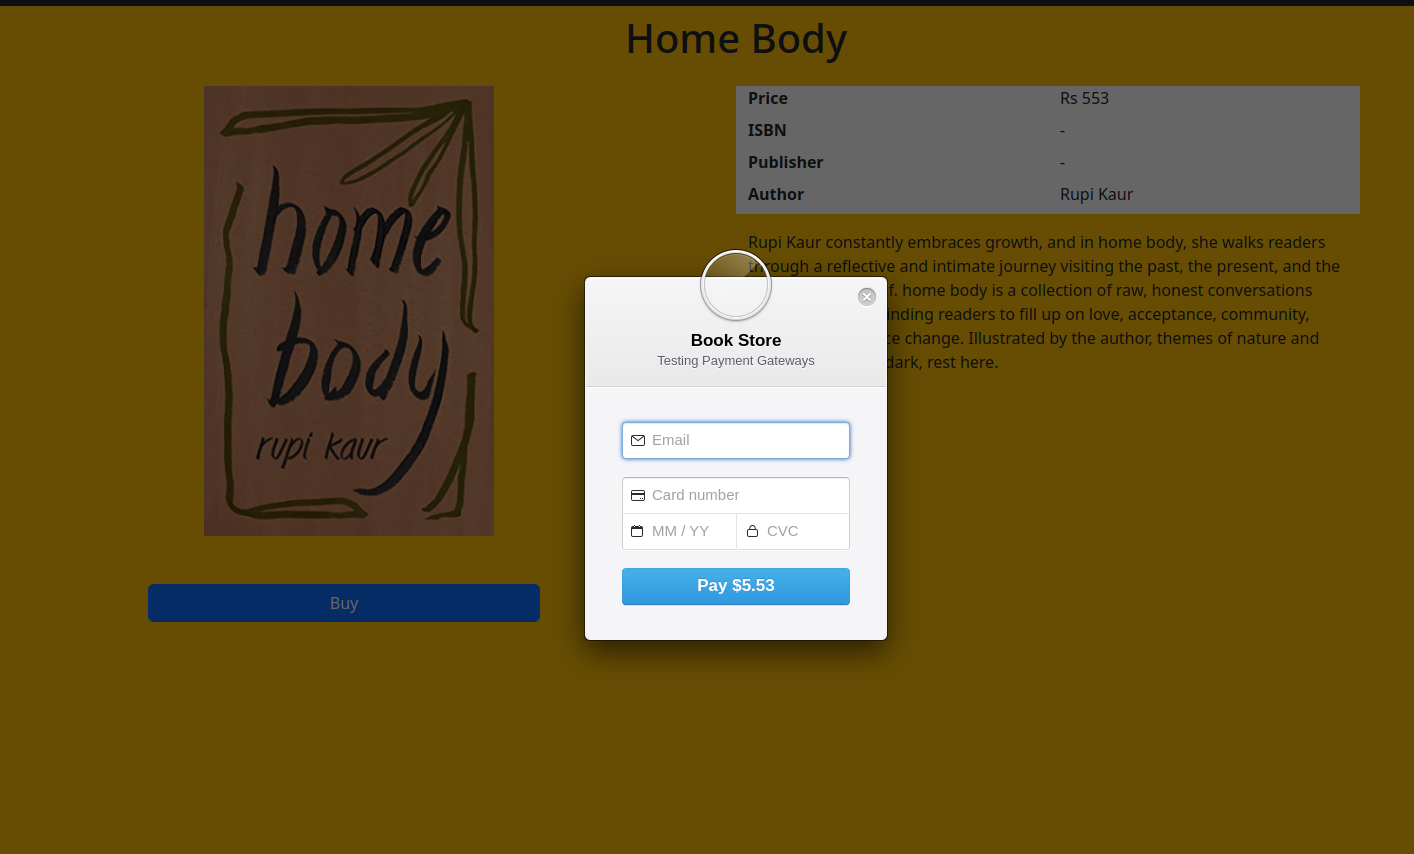 Home Body
home
body
rupi kaur
Buy
Price Rs 553
ISBN -
Publisher -
Author Rupi Kaur
Rupi Kaur constantly embraces growth, and in home body, she walks readers
through a reflective and intimate journey visiting the past, the present, and the
f. home body is a collection of raw, honest conversations
inding readers to fill up on love, acceptance, community,
ce change. Illustrated by the author, themes of nature and
dark, rest here.
Book Store
Testing Payment Gateways
Email
Card number
MM / YY
CVC
Pay $5.53